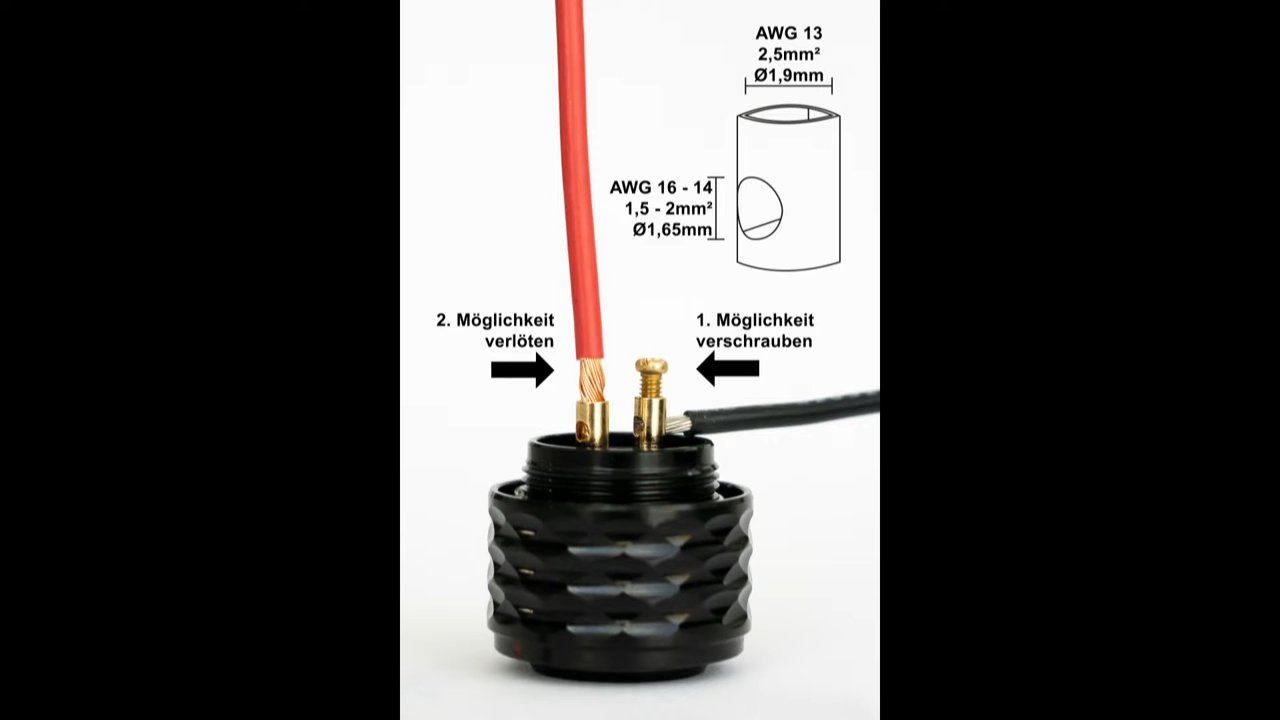 AWG 13
2,5mm²
Ø1,9mm
AWG 16 - 14
1,5 - 2mm²
Ø1,65mm
2. Möglichkeit
verlöten
1. Möglichkeit
verschrauben